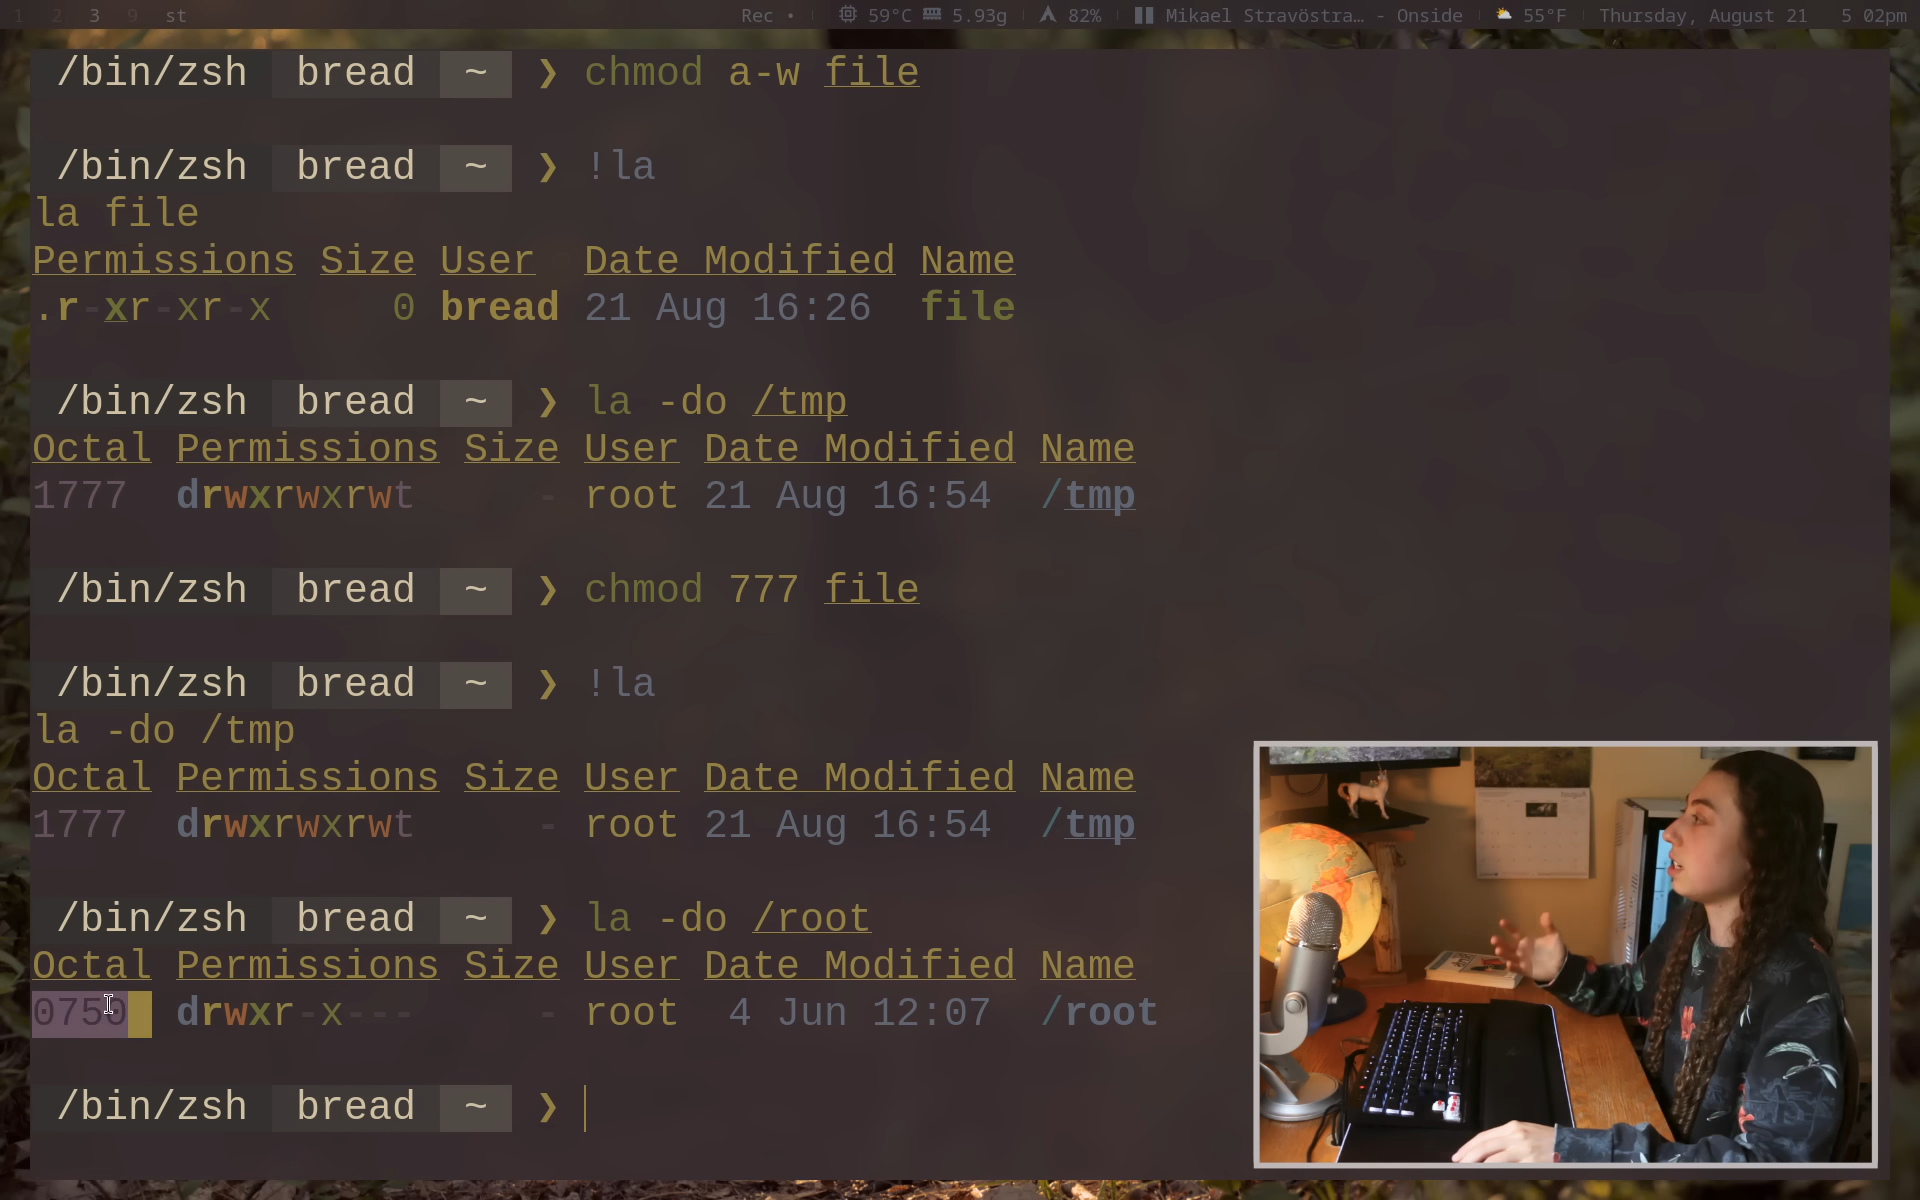 1 2 3 9 st Rec • 59°C 5.93g 82% Mikael Stravöstra… - Onside 55°F Thursday, August 21 5 02pm
/bin/zsh bread ~ ❯ chmod a-w file
/bin/zsh bread ~ ❯ !la
la file
Permissions Size User Date Modified Name
.r-xr-xr-x 0 bread 21 Aug 16:26 file
/bin/zsh bread ~ ❯ la -do /tmp
Octal Permissions Size User Date Modified Name
1777 drwxrwxrwt - root 21 Aug 16:54 /tmp
/bin/zsh bread ~ ❯ chmod 777 file
/bin/zsh bread ~ ❯ !la
la -do /tmp
Octal Permissions Size User Date Modified Name
1777 drwxrwxrwt - root 21 Aug 16:54 /tmp
/bin/zsh bread ~ ❯ la -do /root
Octal Permissions Size User Date Modified Name
0750 drwxr-x--- - root 4 Jun 12:07 /root
/bin/zsh bread ~ ❯